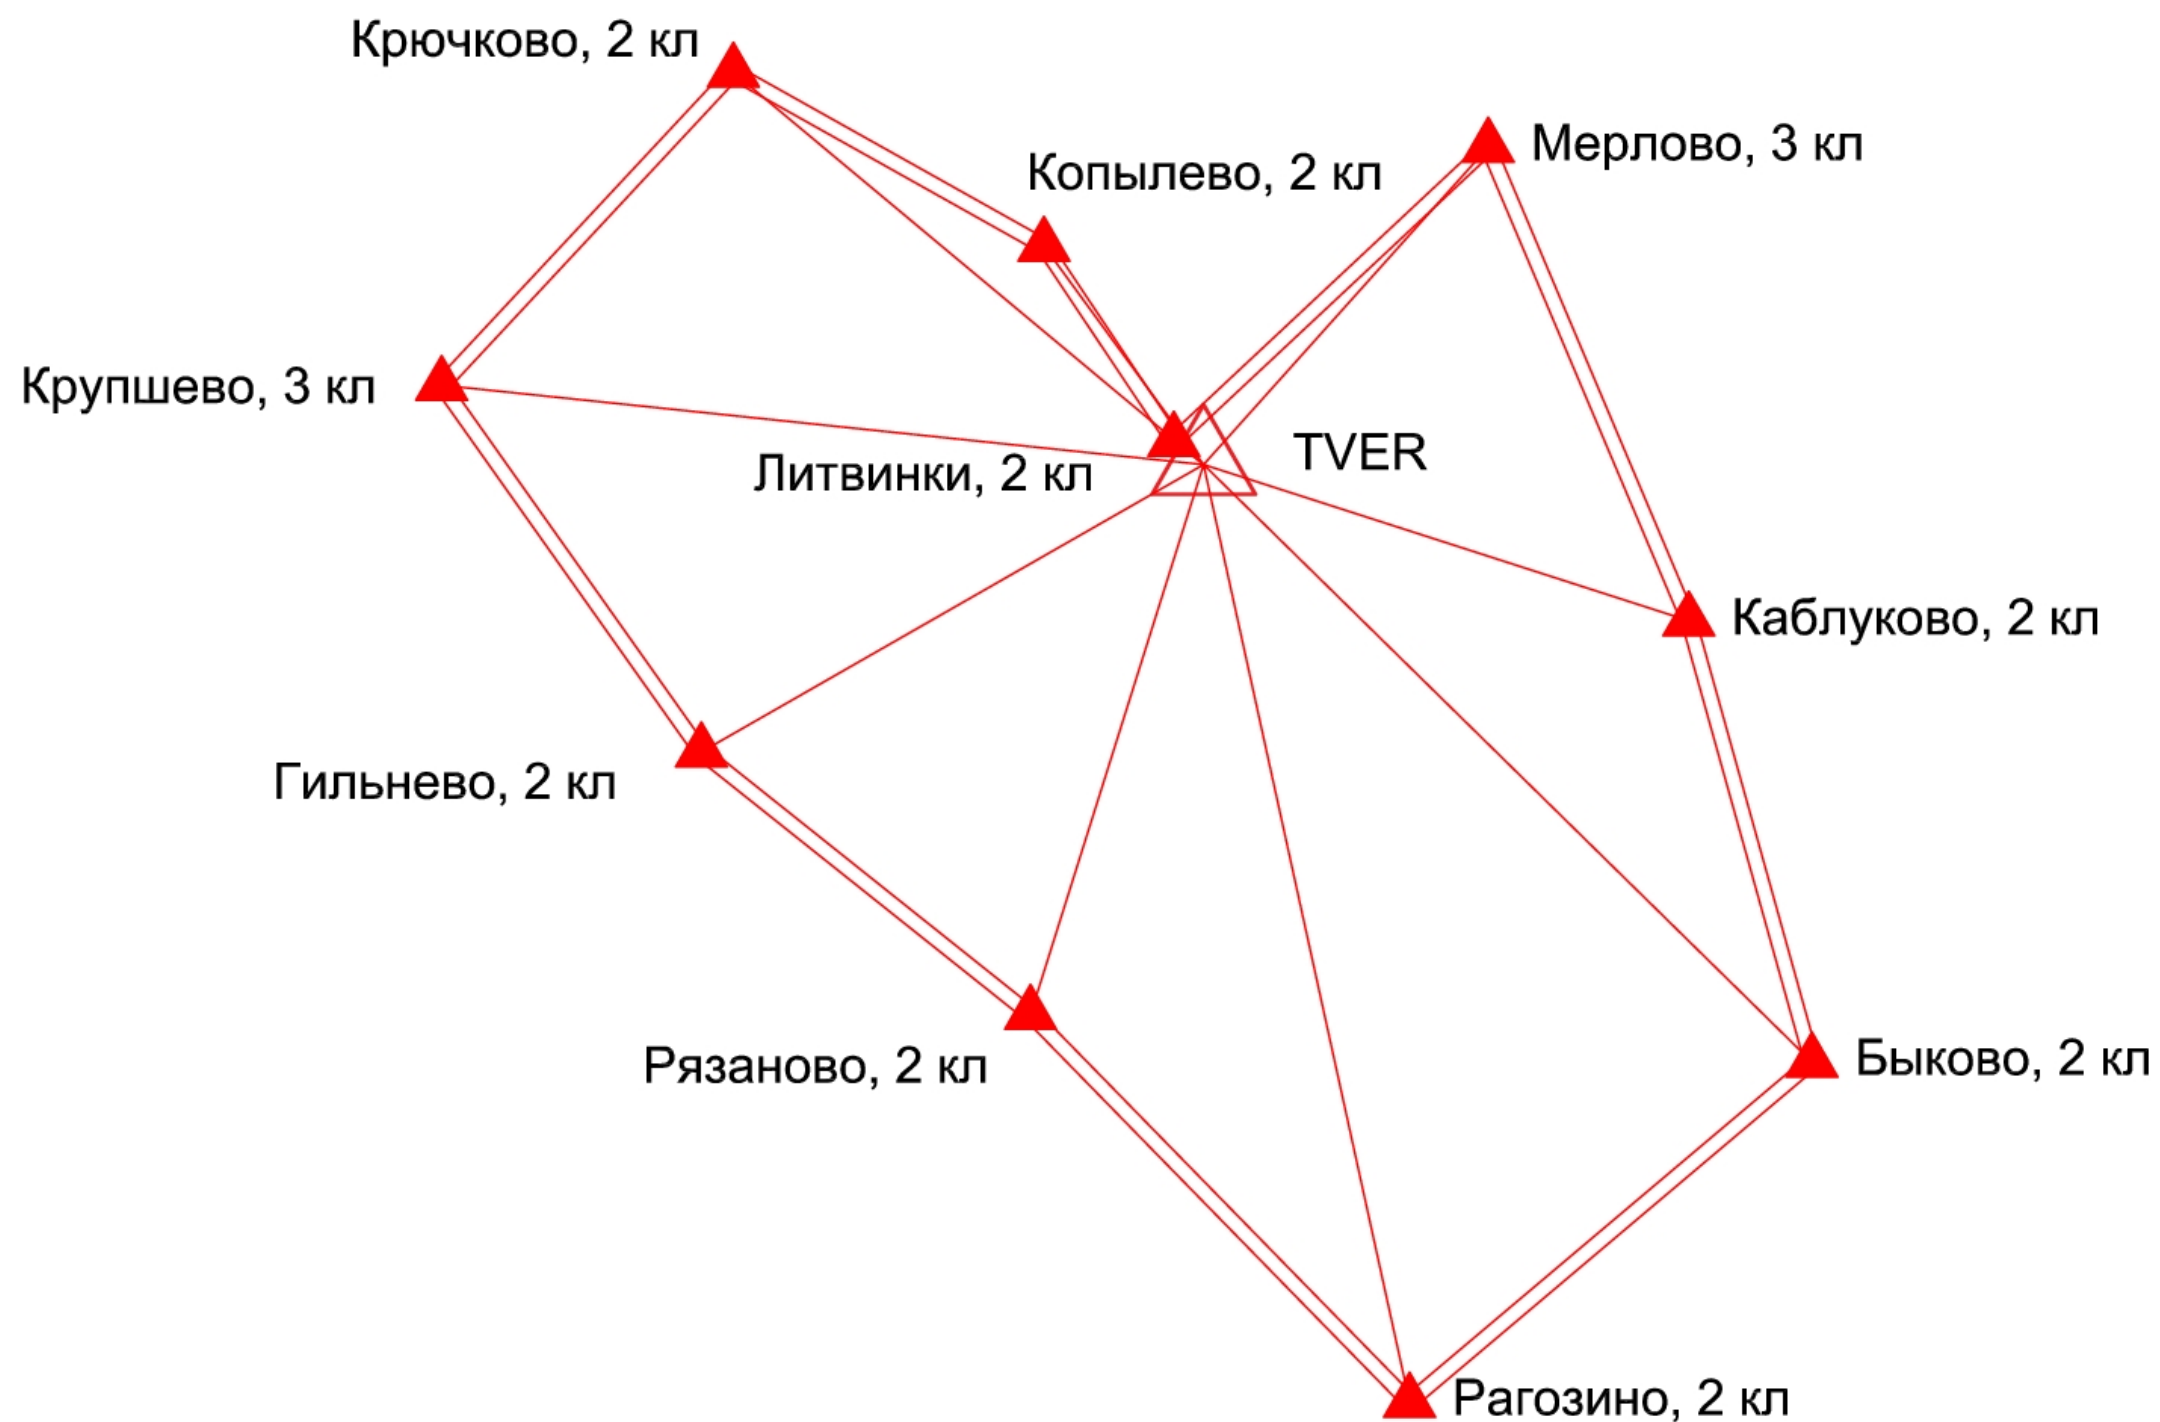 Крючково, 2 кл
Мерлово, 3 кл
Копылево, 2 кл
Крупшево, 3 кл
TVER
Литвинки, 2 кл
Каблуково, 2 кл
Гильнево, 2 кл
Рязаново, 2 кл
Быково, 2 кл
Рагозино, 2 кл